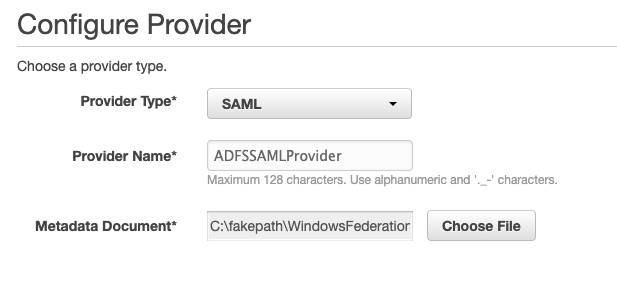 Configure Provider
Choose a provider type.
Provider Type* SAML
Provider Name* ADFSSAMLProvider
Maximum 128 characters. Use alphanumeric and '._-' characters.
Metadata Document* C:\fakepath\WindowsFederation Choose File